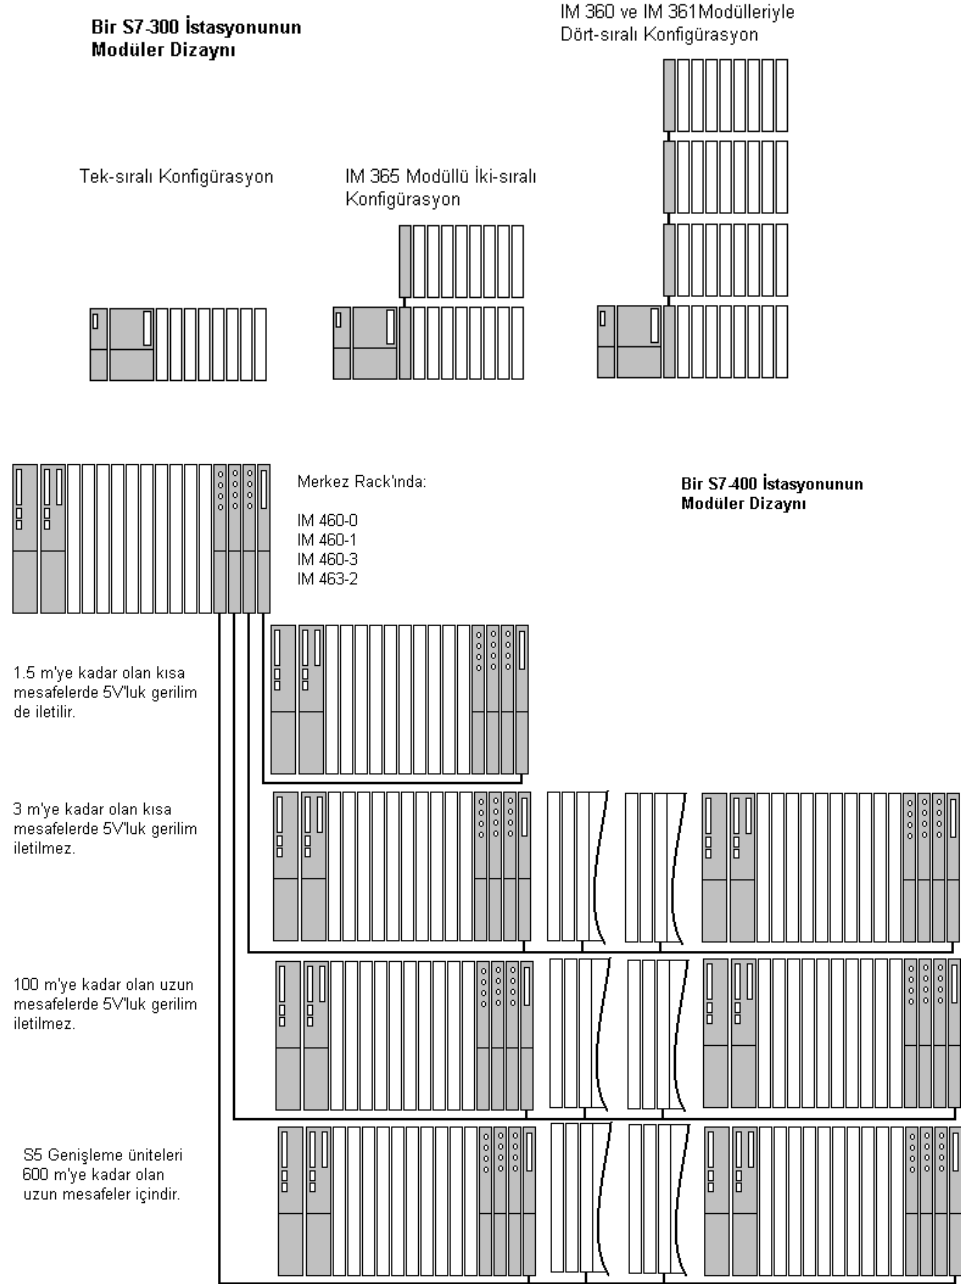 Bir S7-300 İstasyonunun
Modüler Dizaynı
IM 360 ve IM 361Modülleriyle
Dört-sıralı Konfigürasyon
Tek-sıralı Konfigürasyon
IM 365 Modüllü İki-sıralı
Konfigürasyon
Merkez Rack'ında:
IM 460-0
IM 460-1
IM 460-3
IM 463-2
Bir S7-400 İstasyonunun
Modüler Dizaynı
1.5 m'ye kadar olan kısa
mesafelerde 5V'luk gerilim
de iletilir.
3 m'ye kadar olan kısa
mesafelerde 5V'luk gerilim
iletilmez.
100 m'ye kadar olan uzun
mesafelerde 5V'luk gerilim
iletilmez.
S5 Genişleme üniteleri
600 m'ye kadar olan
uzun mesafeler içindir.